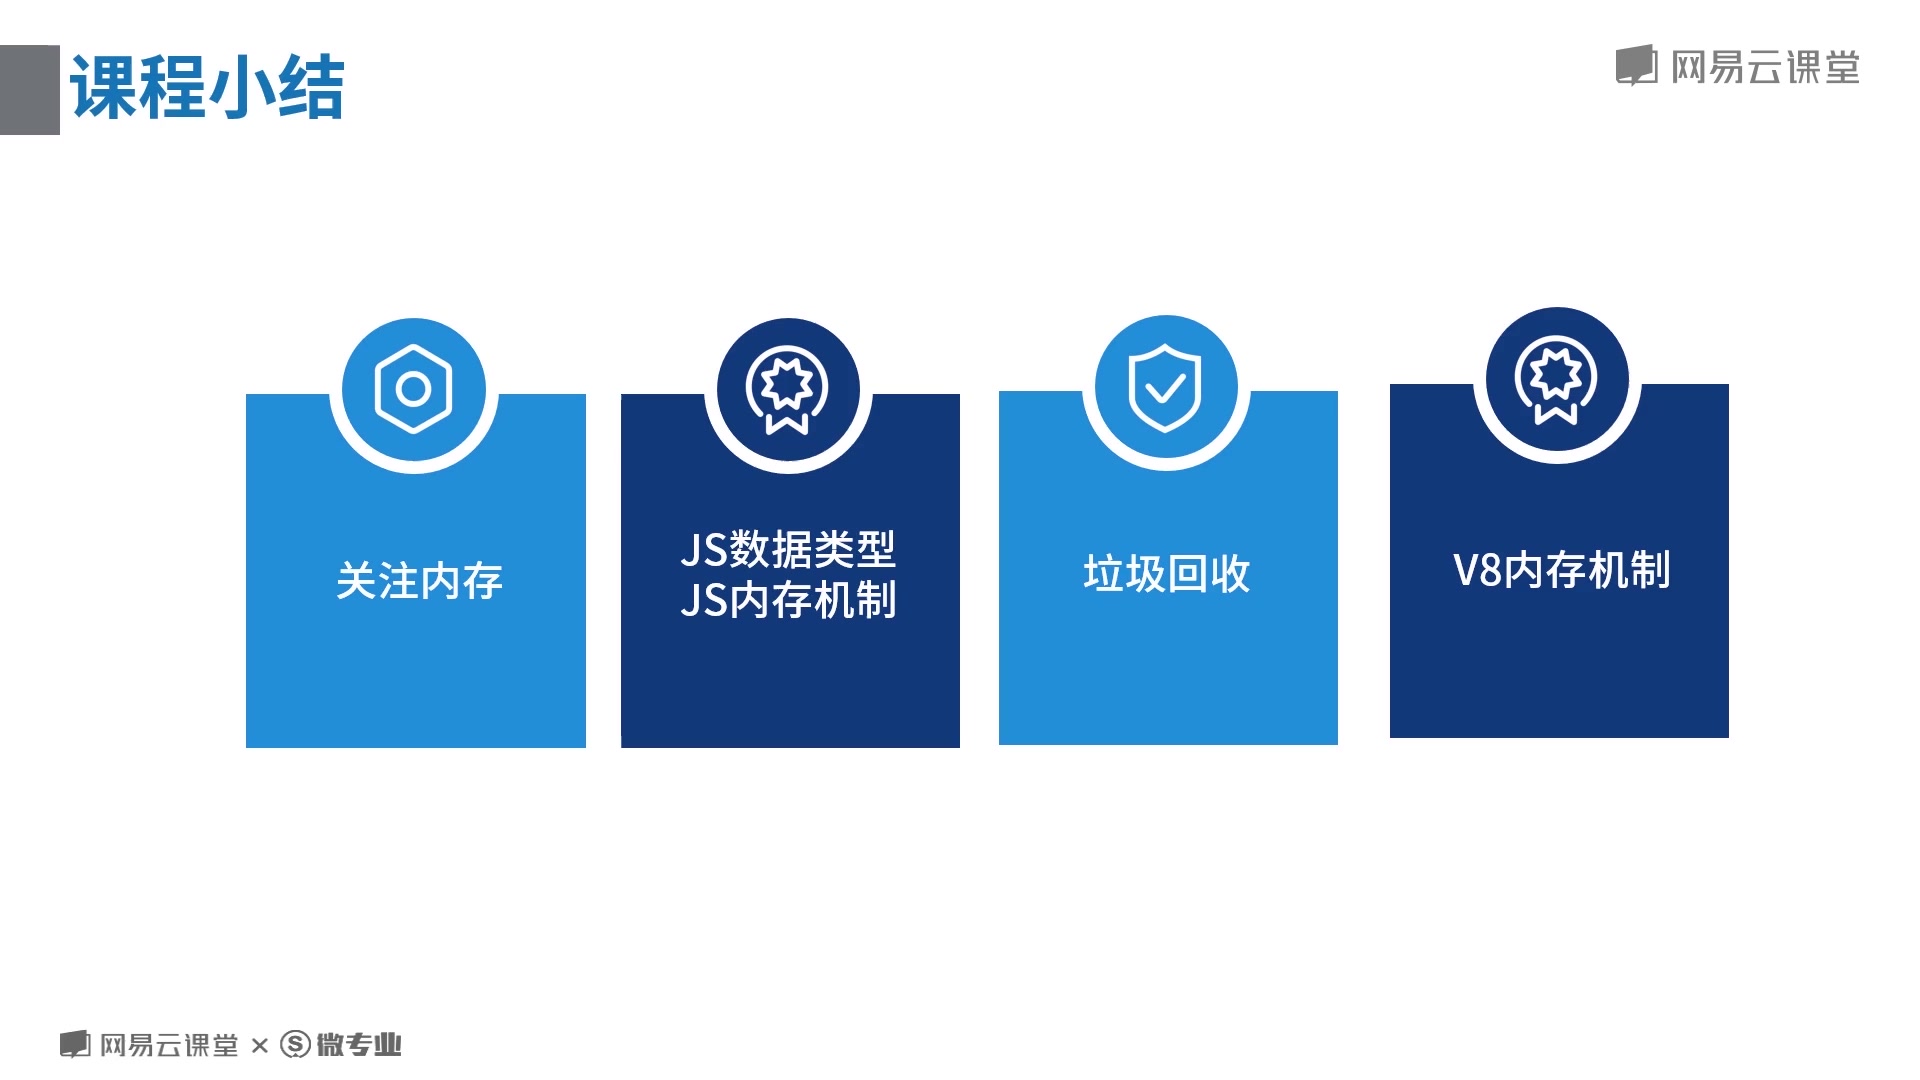 课程小结
网易云课堂
关注内存
JS数据类型
JS内存机制
垃圾回收
V8内存机制
网易云课堂 × S 微专业